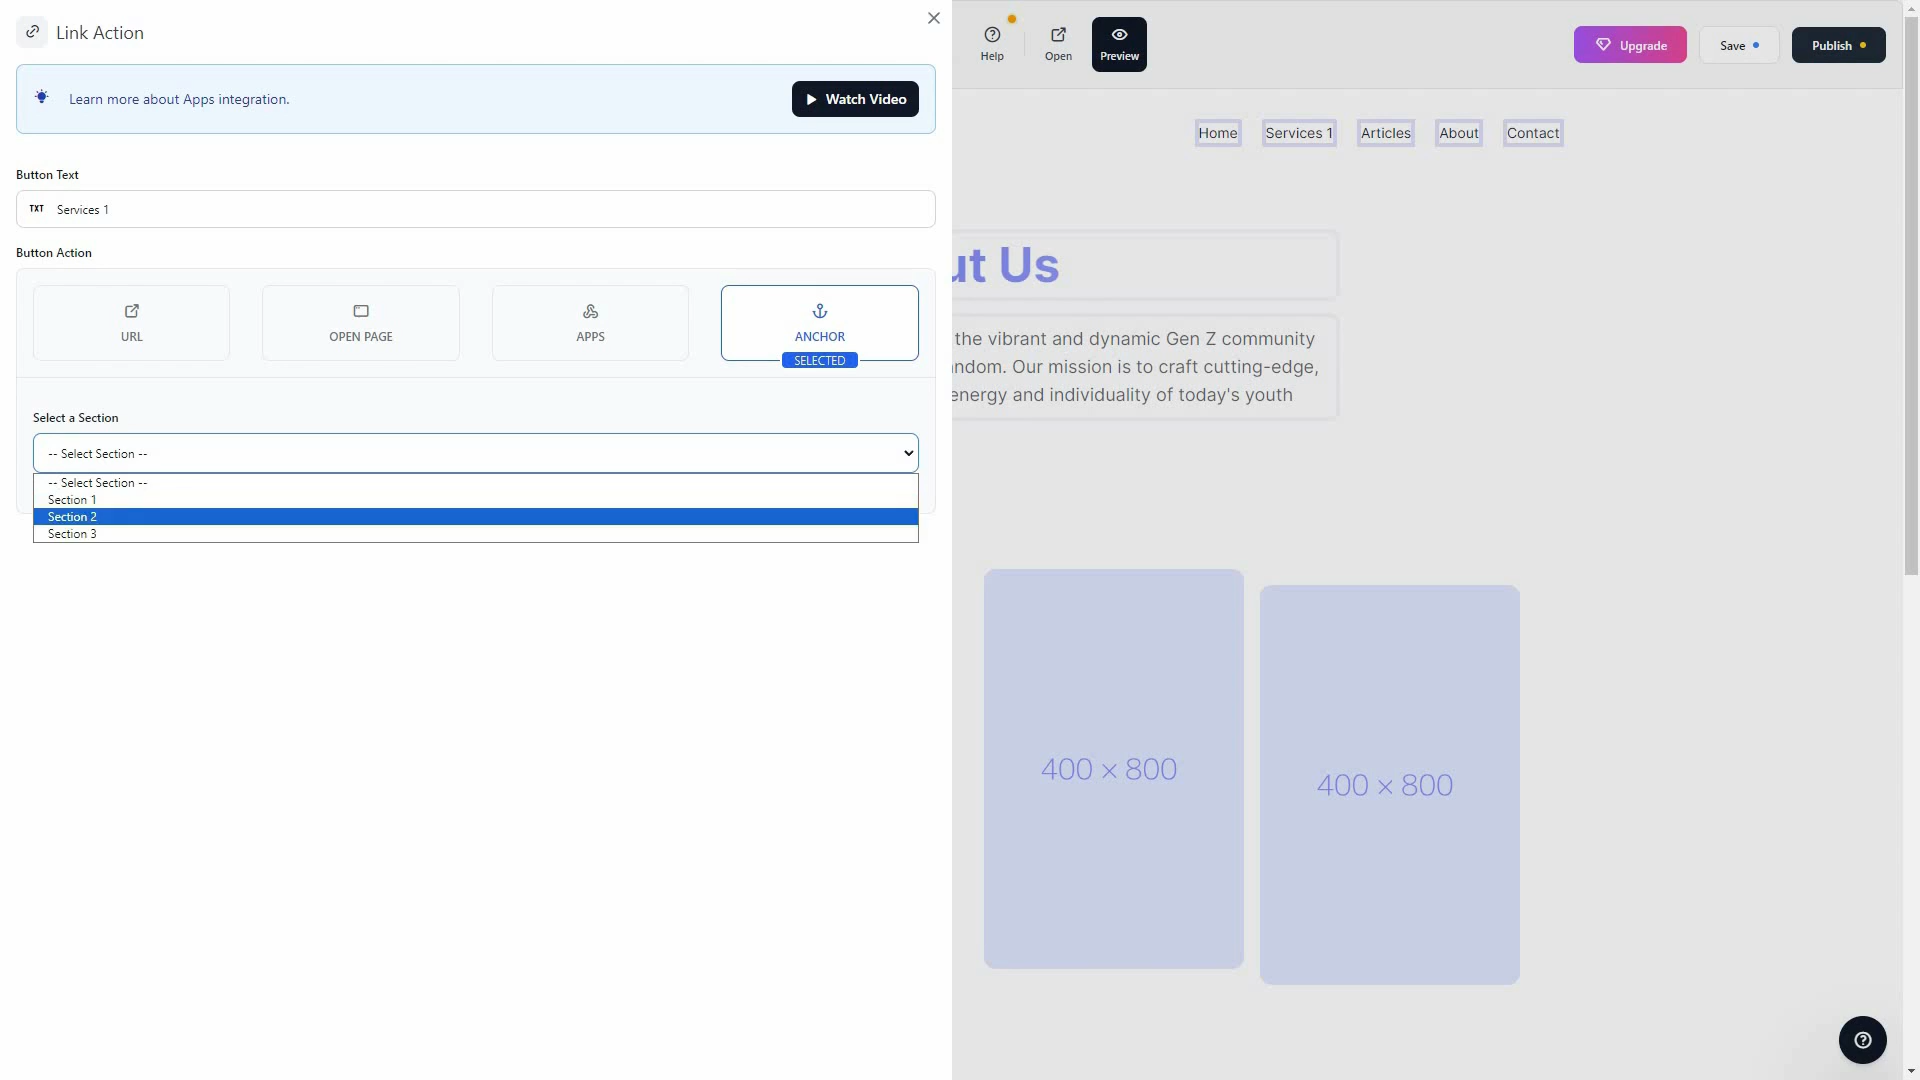 Link Action
Learn more about Apps integration.
Watch Video
Button Text
TXT Services 1
Button Action
URL
OPEN PAGE
APPS
ANCHOR
SELECTED
Select a Section
-- Select Section --
-- Select Section --
Section 1
Section 2
Section 3
Help
Open
Preview
Upgrade
Save
Publish
Home
Services 1
Articles
About
Contact
ut Us
the vibrant and dynamic Gen Z community
andom. Our mission is to craft cutting-edge,
energy and individuality of today's youth
400 × 800
400 × 800